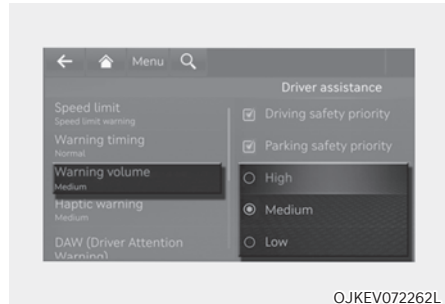 Menu
Driver assistance
Speed limit
Speed limit warning
Driving safety priority
Warning timing
Normal
Parking safety priority
Warning volume
Medium
High
Haptic warning
Medium
Medium
DAW (Driver Attention
Warning)
Low
OJKEV072262L